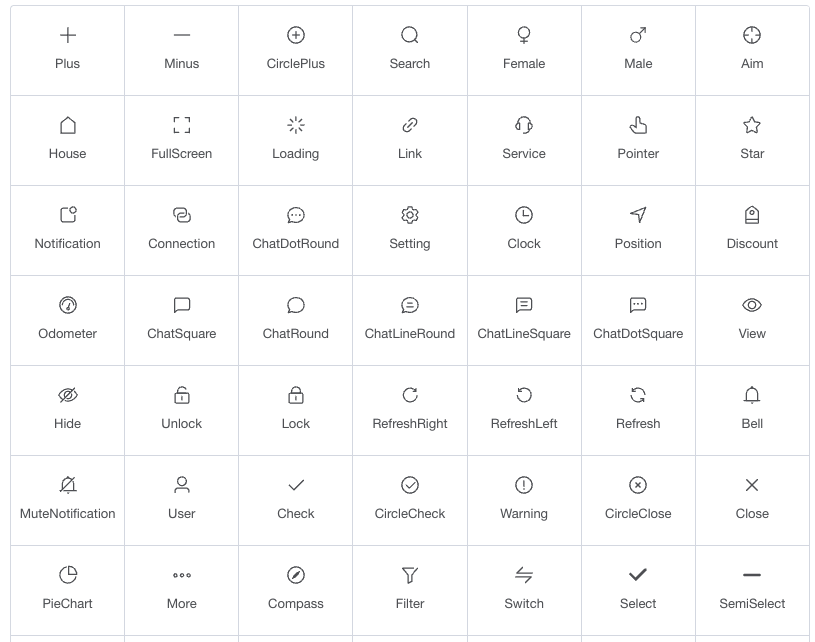 Plus Minus CirclePlus Search Female Male Aim
House FullScreen Loading Link Service Pointer Star
Notification Connection ChatDotRound Setting Clock Position Discount
Odometer ChatSquare ChatRound ChatLineRound ChatLineSquare ChatDotSquare View
Hide Unlock Lock RefreshRight RefreshLeft Refresh Bell
MuteNotification User Check CircleCheck Warning CircleClose Close
PieChart More Compass Filter Switch Select SemiSelect